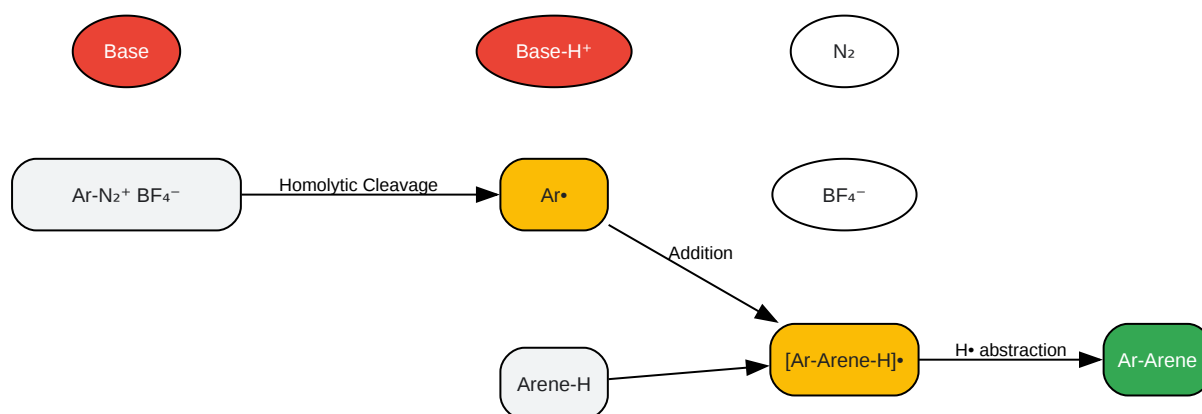 Base
Base-H⁺
N₂
Ar-N₂⁺ BF₄⁻
Homolytic Cleavage
Ar•
BF₄⁻
Addition
Arene-H
[Ar-Arene-H]•
H• abstraction
Ar-Arene